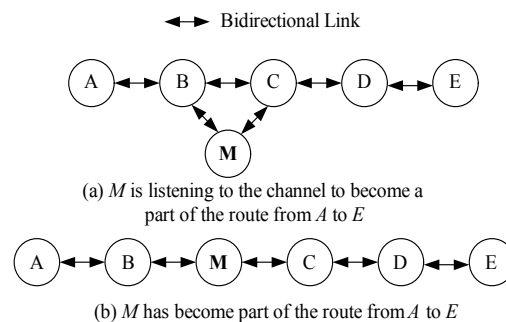 Bidirectional Link
A B C D E
M
(a) M is listening to the channel to become a
part of the route from A to E
A B M C D E
(b) M has become part of the route from A to E